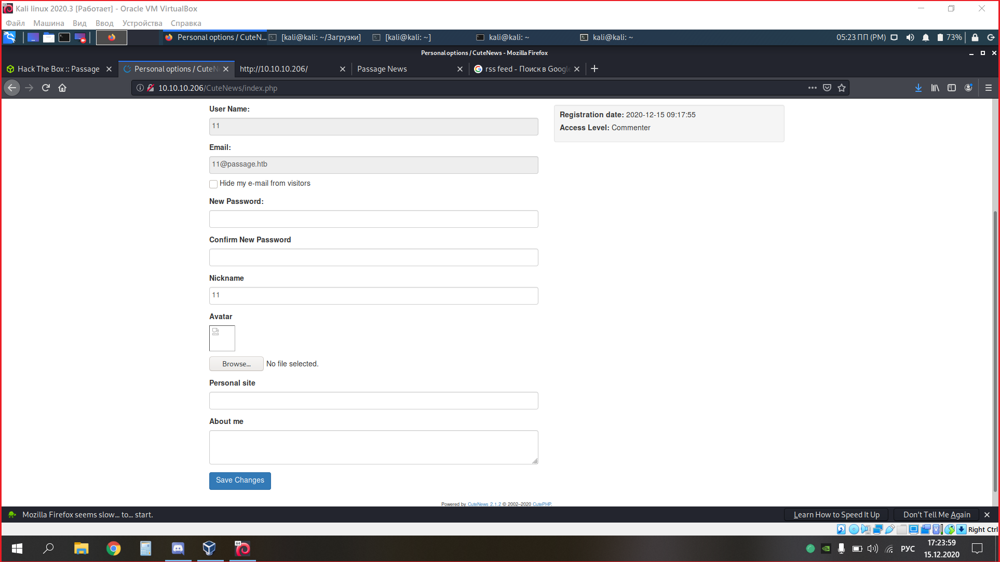 Kali linux 2020.3 [Работает] - Oracle VM VirtualBox
Файл Машина Вид Ввод Устройства Справка
Personal options / CuteN... [kali@kali: ~/Загрузки] [kali@kali: ~] kali@kali: ~ kali@kali: ~ 05:23 ПП (PM) 73%
Personal options / CuteNews - Mozilla Firefox
Hack The Box :: Passage Personal options / CuteN http://10.10.10.206/ Passage News rss feed - Поиск в Google
10.10.10.206/CuteNews/index.php
User Name:
11
Registration date: 2020-12-15 09:17:55
Access Level: Commenter
Email:
11@passage.htb
Hide my e-mail from visitors
New Password:
Confirm New Password
Nickname
11
Avatar
Browse... No file selected.
Personal site
About me
Save Changes
Powered by CuteNews 2.1.2 © 2002–2020 CutePHP.
Mozilla Firefox seems slow... to... start. Learn How to Speed It Up Don't Tell Me Again
Right Ctrl
64
РУС
17:23:59
15.12.2020